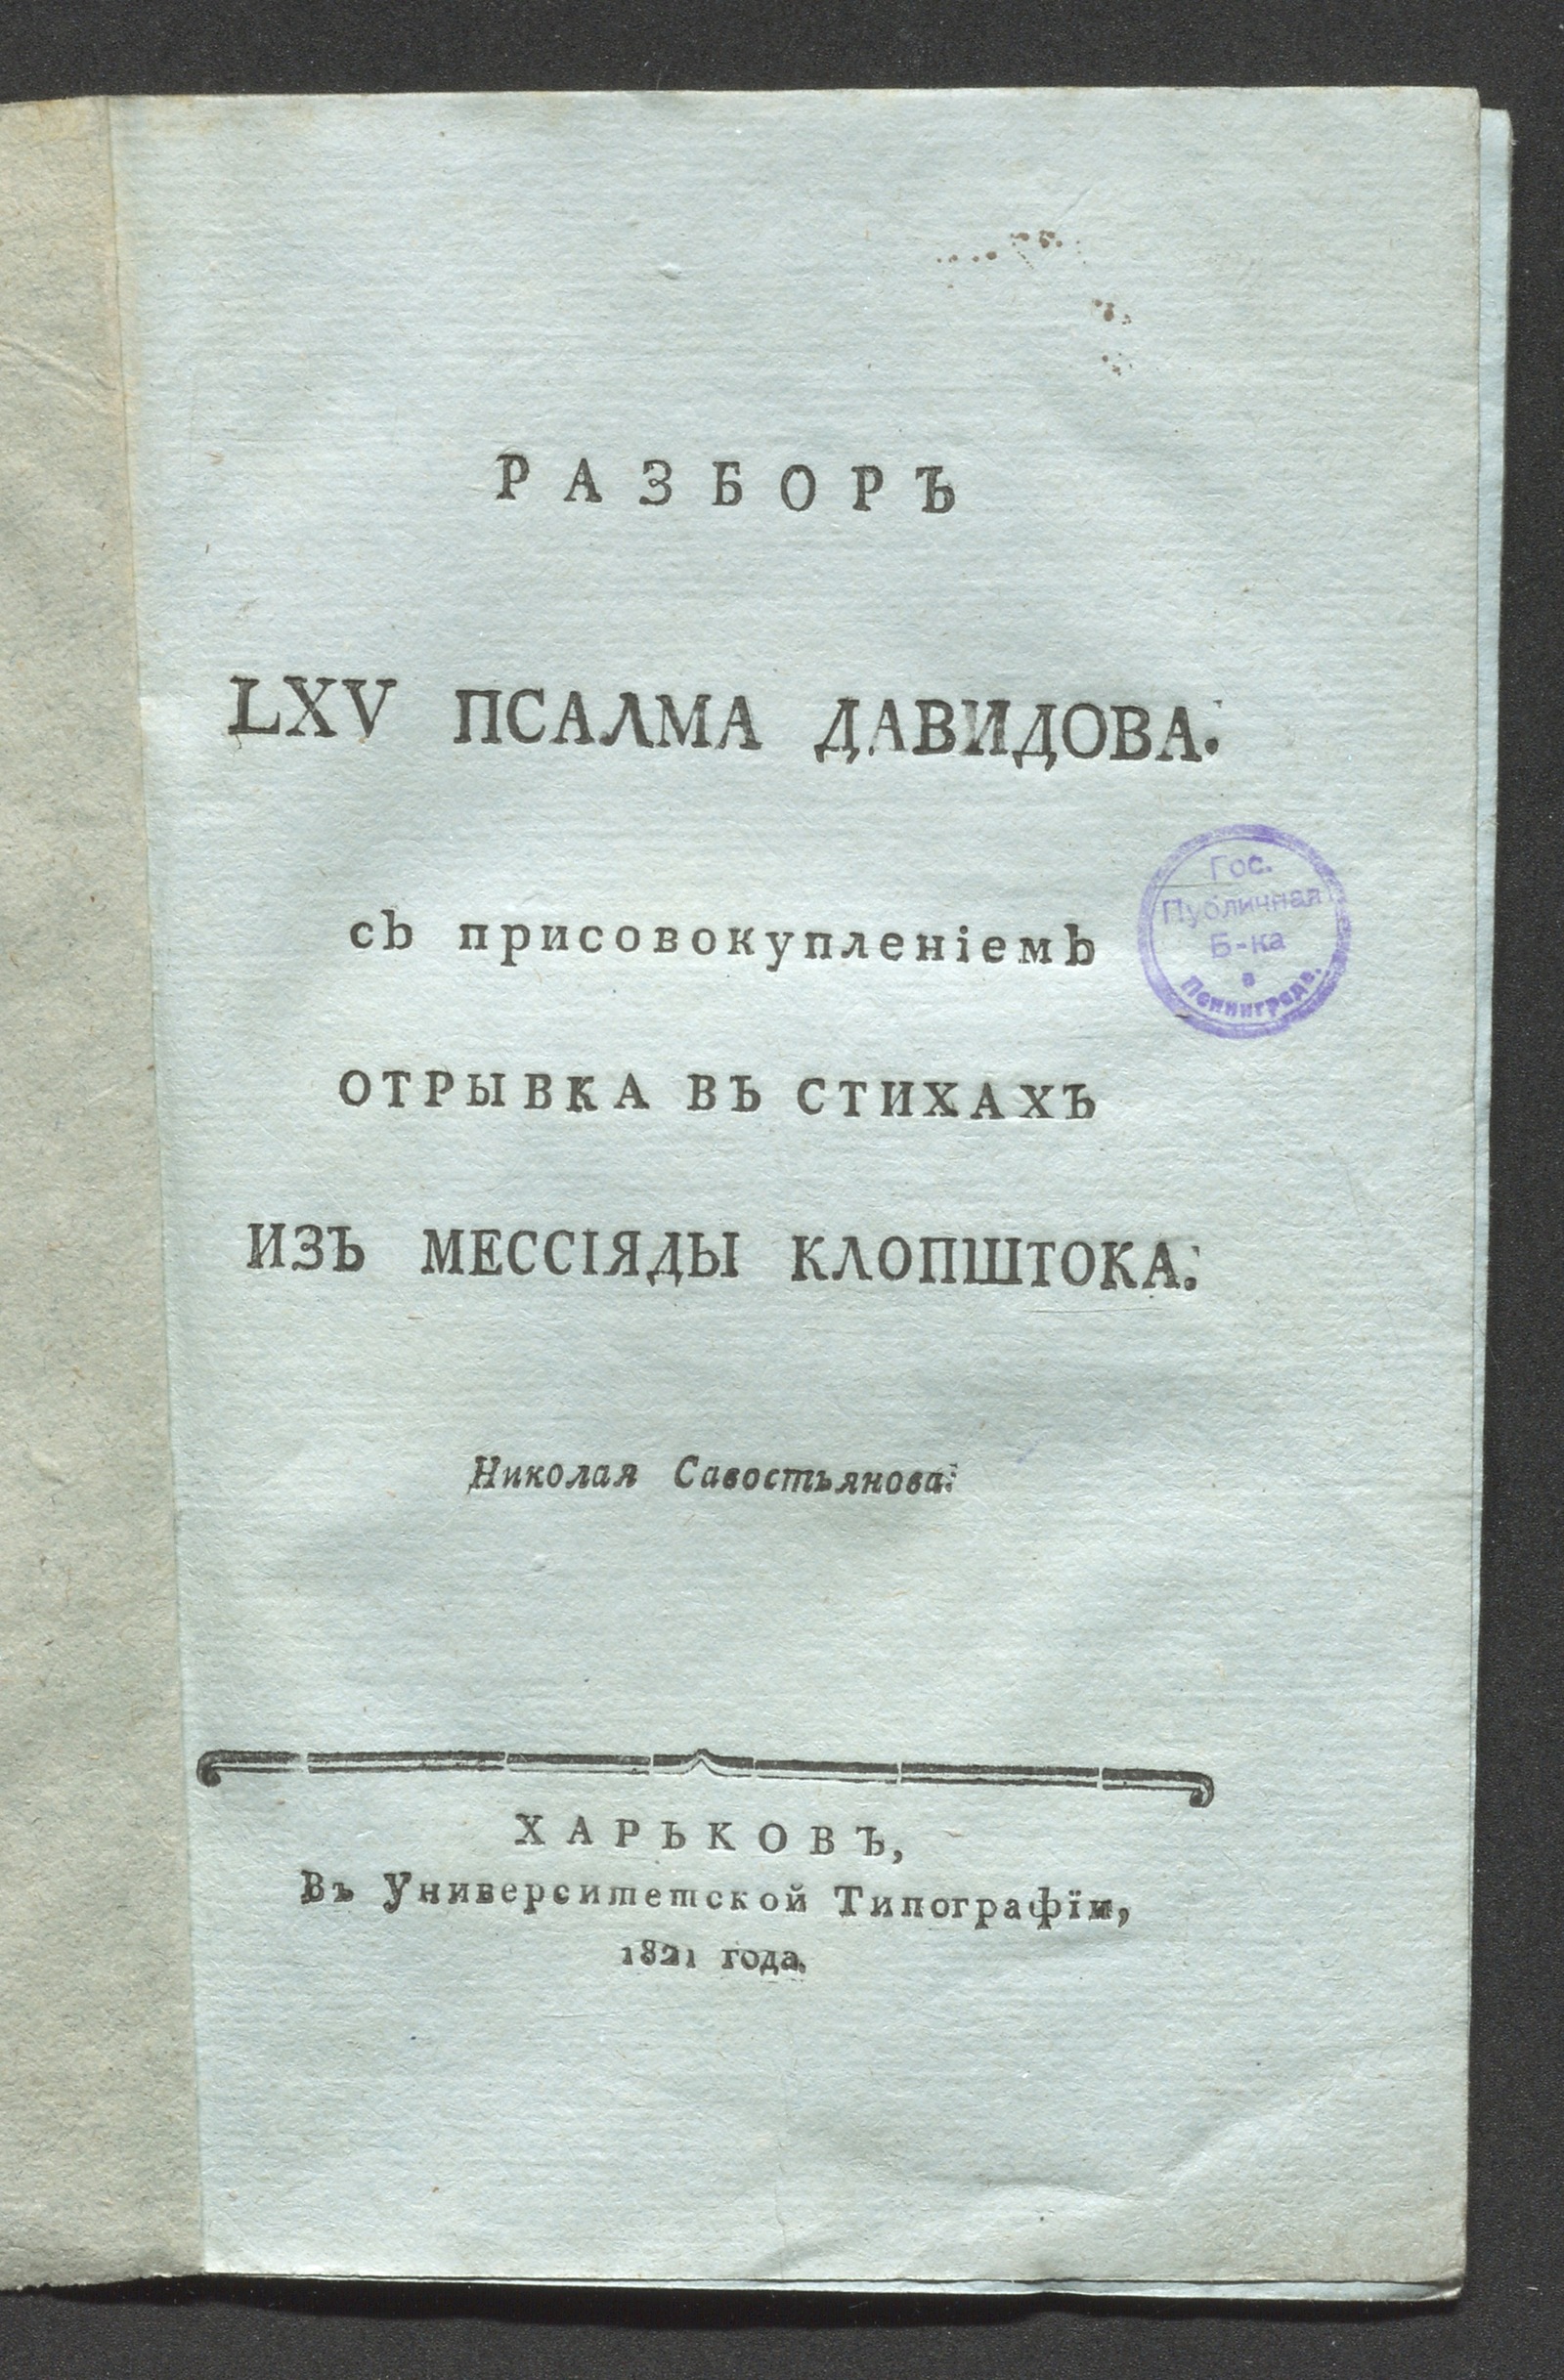 РАЗБОРЪ
LXV ПСАЛМА ДАВИДОВА.
съ присовокупленіемъ
ОТРЫВКА ВЪ СТИХАХЪ
ИЗЪ МЕССІЯДЫ КЛОПШТОКА.
Николая Савостьянова.
Гос.
Публичная
Б-ка
в
Ленинграде.
ХАРЬКОВЪ,
Въ Университетской Типографіи,
1821 года.